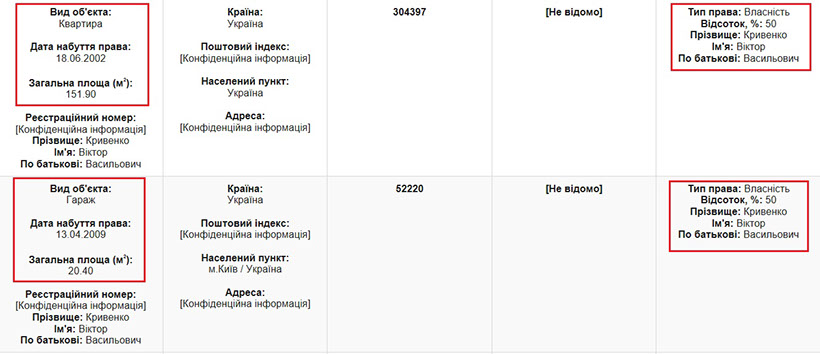 Вид об'єкта:
Квартира
Дата набуття права:
18.06.2002
Загальна площа (м²):
151.90
Реєстраційний номер:
[Конфіденційна інформація]
Прізвище: Кривенко
Ім'я: Віктор
По батькові: Васильович
Країна:
Україна
Поштовий індекс:
[Конфіденційна інформація]
Населений пункт:
Україна
Адреса:
[Конфіденційна інформація]
304397
[Не відомо]
Тип права: Власність
Відсоток, %: 50
Прізвище: Кривенко
Ім'я: Віктор
По батькові: Васильович
Вид об'єкта:
Гараж
Дата набуття права:
13.04.2009
Загальна площа (м²):
20.40
Реєстраційний номер:
[Конфіденційна інформація]
Прізвище: Кривенко
Ім'я: Віктор
По батькові: Васильович
Країна:
Україна
Поштовий індекс:
[Конфіденційна інформація]
Населений пункт:
м.Київ / Україна
Адреса:
[Конфіденційна інформація]
52220
[Не відомо]
Тип права: Власність
Відсоток, %: 50
Прізвище: Кривенко
Ім'я: Віктор
По батькові: Васильович